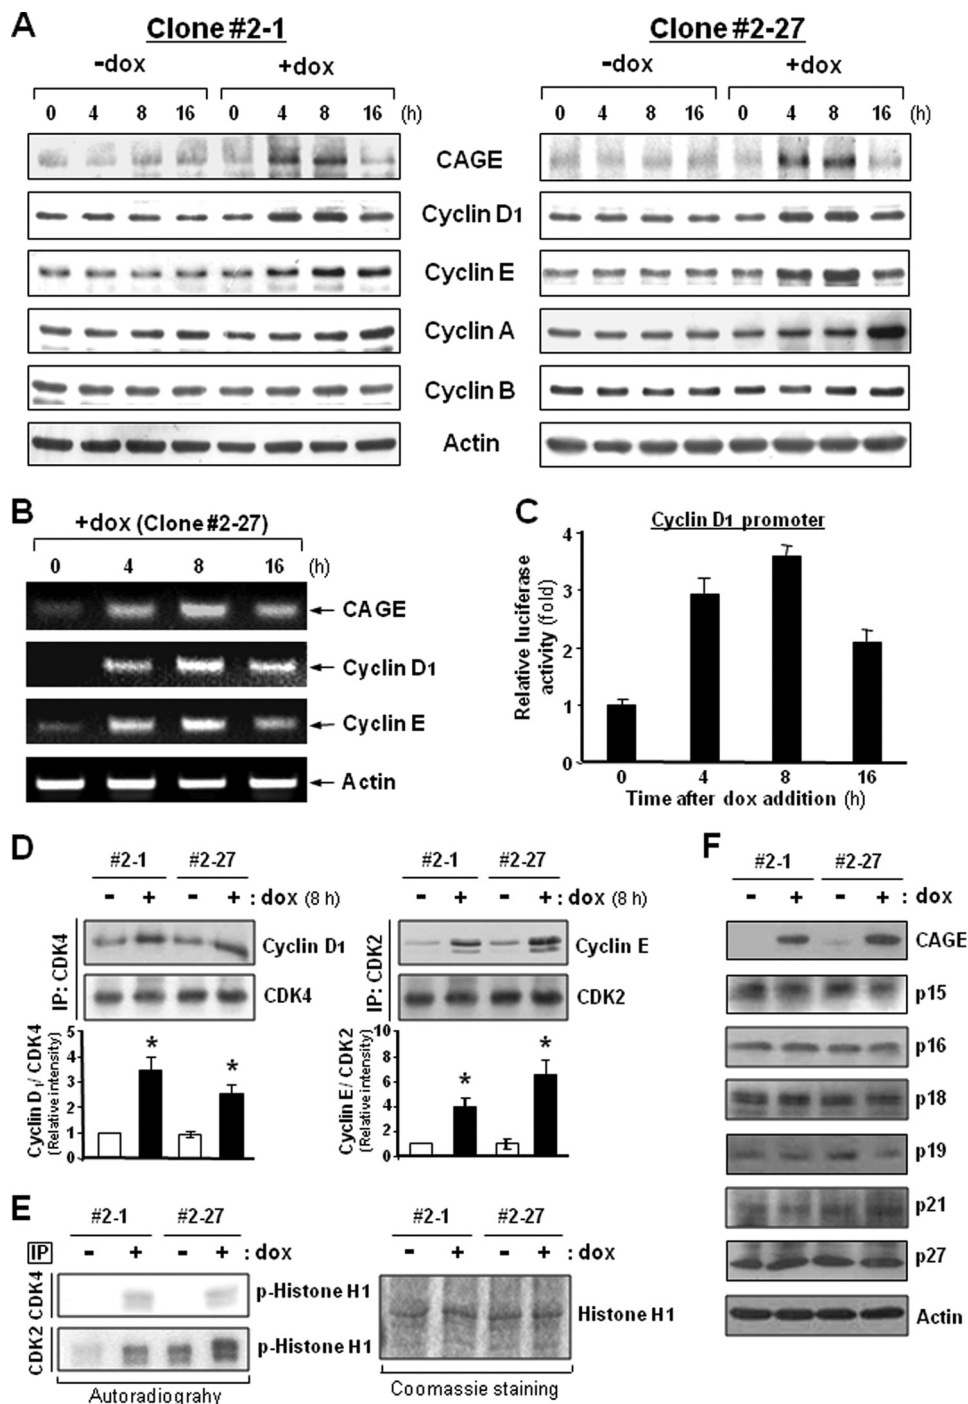 A
Clone #2-1
Clone #2-27
-dox
+dox
-dox
+dox
0 4 8 16 0 4 8 16 (h)
0 4 8 16 0 4 8 16 (h)
CAGE
Cyclin D1
Cyclin E
Cyclin A
Cyclin B
Actin
B
+dox (Clone #2-27)
0 4 8 16 (h)
CAGE
Cyclin D1
Cyclin E
Actin
C
Cyclin D1 promoter
Relative luciferase
activity (fold)
4
3
2
1
0
0 4 8 16
Time after dox addition (h)
D
#2-1 #2-27
- + - + : dox (8 h)
IP: CDK4
Cyclin D1
CDK4
Cyclin D1/ CDK4
(Relative intensity)
5
4
3
2
1
0
* *
#2-1 #2-27
- + - + : dox (8 h)
IP: CDK2
Cyclin E
CDK2
Cyclin E/ CDK2
(Relative intensity)
10
8
6
4
2
0
* *
E
#2-1 #2-27
IP - + - + : dox
CDK4
p-Histone H1
CDK2
p-Histone H1
Autoradiograhy
#2-1 #2-27
- + - + : dox
Histone H1
Coomassie staining
F
#2-1 #2-27
- + - + : dox
CAGE
p15
p16
p18
p19
p21
p27
Actin